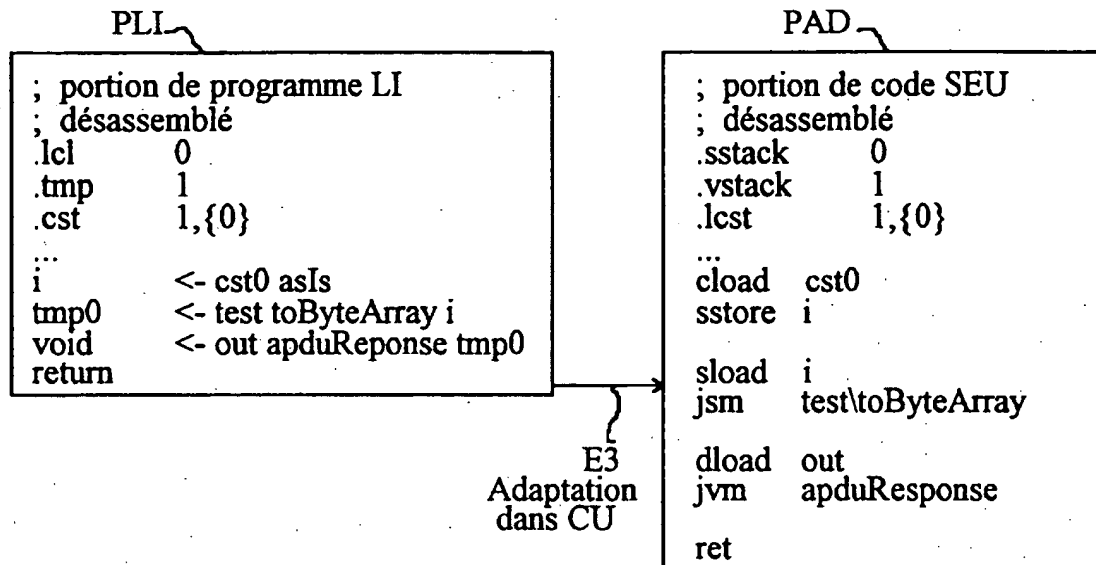 PLI
; portion de programme LI
; désassemblé
.lcl 0
.tmp 1
.cst 1,{0}
...
i <- cst0 asIs
tmp0 <- test toByteArray i
void <- out apduReponse tmp0
return
E3
Adaptation
dans CU
PAD
; portion de code SEU
; désassemblé
.sstack 0
.vstack 1
.lcst 1,{0}
...
cload cst0
sstore i
sload i
jsm test\toByteArray
dload out
jvm apduResponse
ret